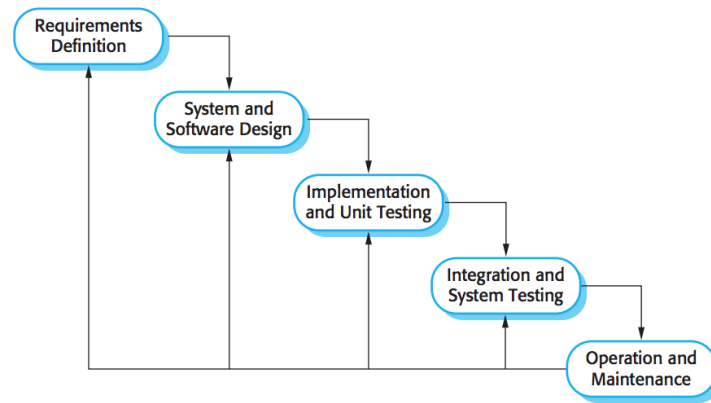 Requirements
Definition
System and
Software Design
Implementation
and Unit Testing
Integration and
System Testing
Operation and
Maintenance